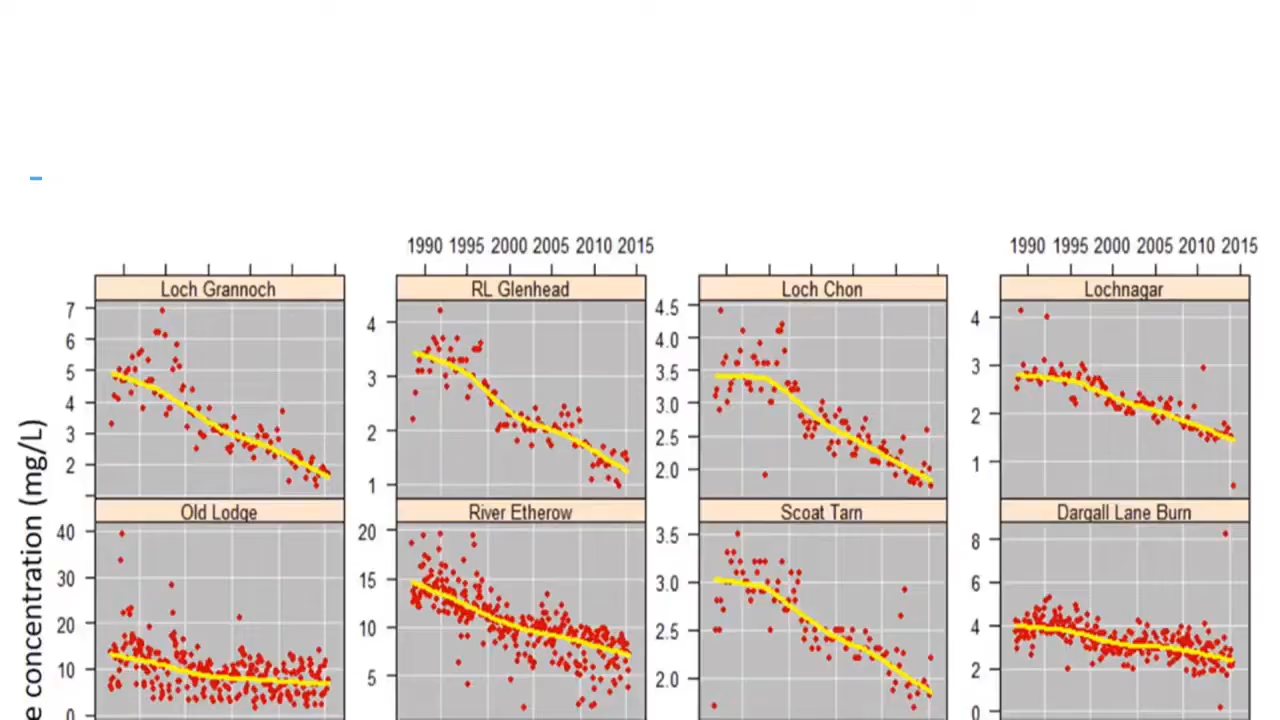 1990 1995 2000 2005 2010 2015 1990 1995 2000 2005 2010 2015
Loch Grannoch RL Glenhead Loch Chon Lochnagar
7 6 5 4 3 2
4 3 2 1
4.5 4.0 3.5 3.0 2.5 2.0
4 3 2 1
Old Lodge River Etherow Scoat Tarn Dargall Lane Burn
40 30 20 10 0
20 15 10 5
3.5 3.0 2.5 2.0
8 6 4 2 0
e concentration (mg/L)